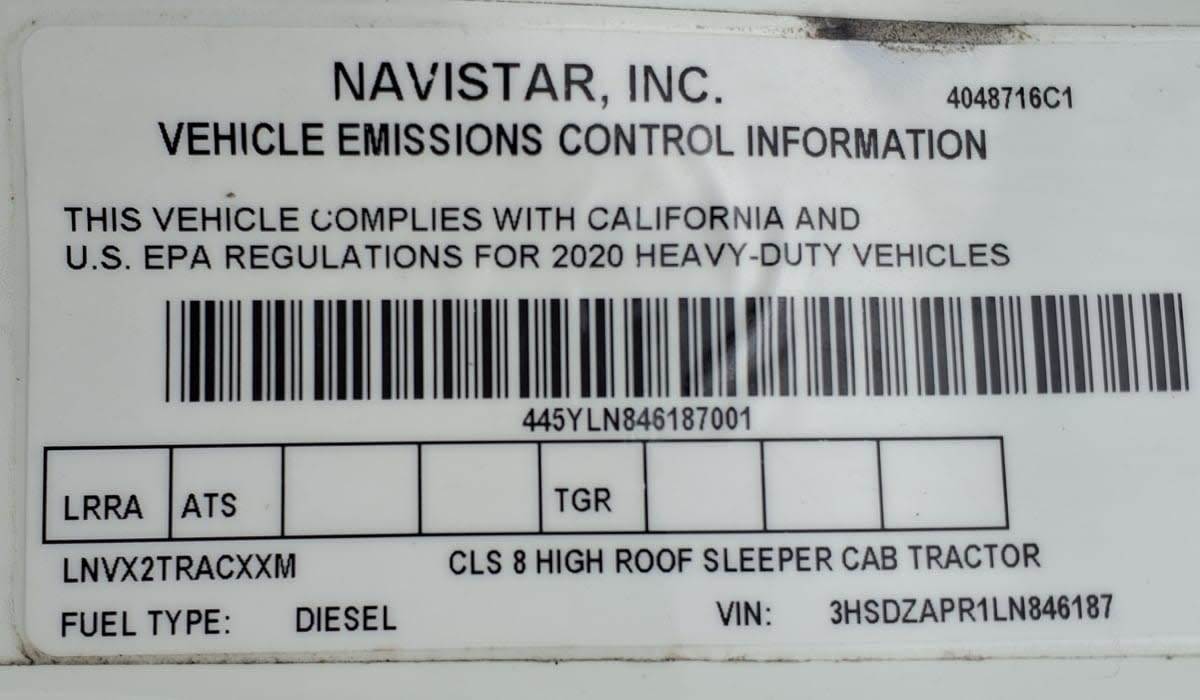 NAVISTAR, INC.
4048716C1
VEHICLE EMISSIONS CONTROL INFORMATION
THIS VEHICLE COMPLIES WITH CALIFORNIA AND
U.S. EPA REGULATIONS FOR 2020 HEAVY-DUTY VEHICLES
445YLN846187001
LRRA ATS TGR
LNVX2TRACXXM CLS 8 HIGH ROOF SLEEPER CAB TRACTOR
FUEL TYPE: DIESEL VIN: 3HSDZAPR1LN846187